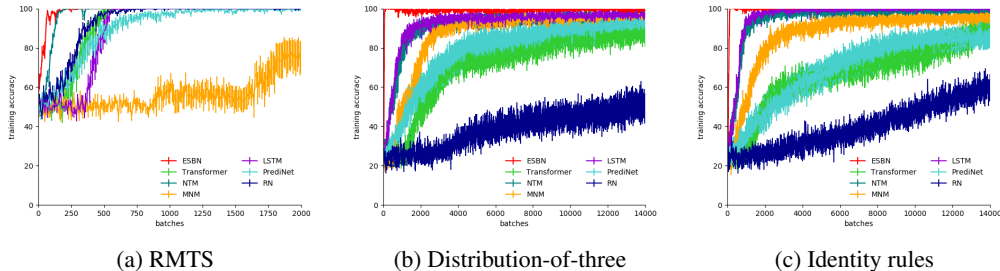 100
80
60
40
20
0
training accuracy
ESBN
Transformer
NTM
MNM
LSTM
PrediNet
RN
0 250 500 750 1000 1250 1500 1750 2000
batches
(a) RMTS
100
80
60
40
20
0
training accuracy
ESBN
Transformer
NTM
MNM
LSTM
PrediNet
RN
0 2000 4000 6000 8000 10000 12000 14000
batches
(b) Distribution-of-three
100
80
60
40
20
0
training accuracy
ESBN
Transformer
NTM
MNM
LSTM
PrediNet
RN
0 2000 4000 6000 8000 10000 12000 14000
batches
(c) Identity rules